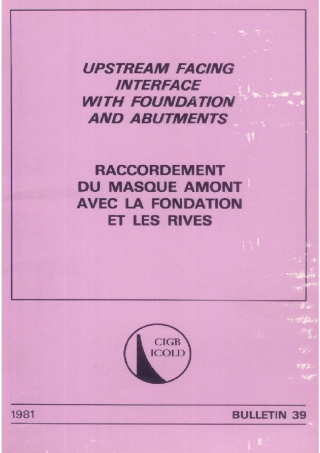 UPSTREAM FACING
INTERFACE
WITH FOUNDATION
AND ABUTMENTS
RACCORDEMENT
DU MASQUE AMONT
AVEC LA FONDATION
ET LES RIVES
CIGB
ICOLD
1981
BULLETIN 39